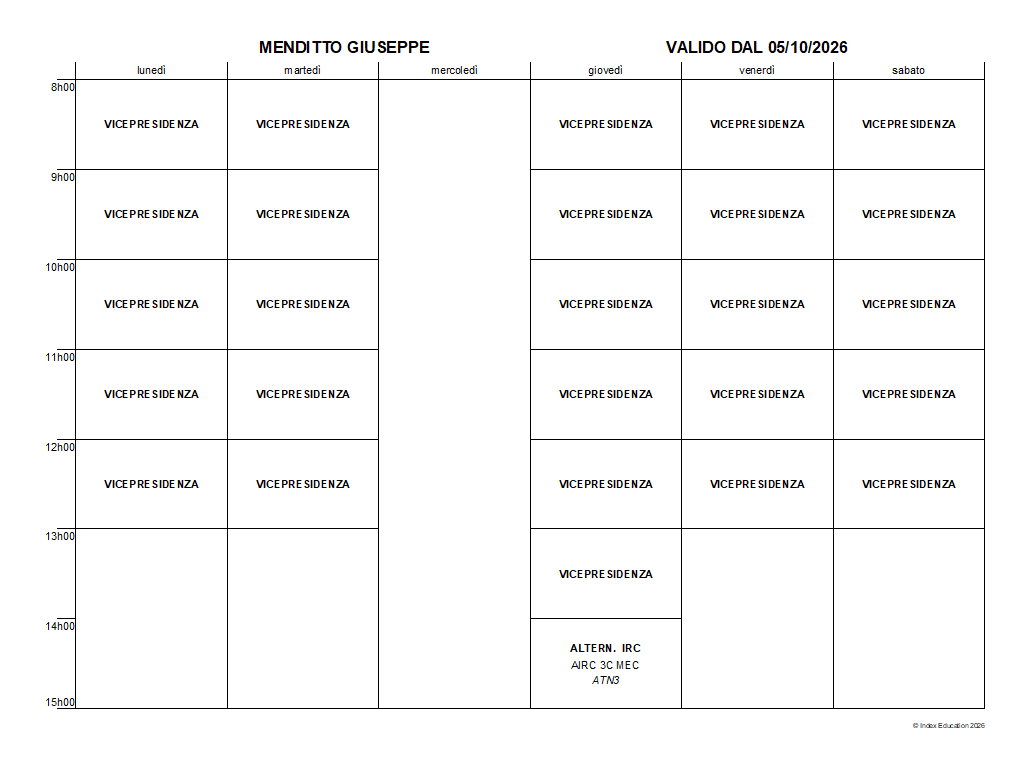 MENDITTO GIUSEPPE VALIDO DAL 05/10/2026
lunedì martedì mercoledì giovedì venerdì sabato
8h00
VICEPRESIDENZA VICEPRESIDENZA VICEPRESIDENZA VICEPRESIDENZA VICEPRESIDENZA
9h00
VICEPRESIDENZA VICEPRESIDENZA VICEPRESIDENZA VICEPRESIDENZA VICEPRESIDENZA
10h00
VICEPRESIDENZA VICEPRESIDENZA VICEPRESIDENZA VICEPRESIDENZA VICEPRESIDENZA
11h00
VICEPRESIDENZA VICEPRESIDENZA VICEPRESIDENZA VICEPRESIDENZA VICEPRESIDENZA
12h00
VICEPRESIDENZA VICEPRESIDENZA VICEPRESIDENZA VICEPRESIDENZA VICEPRESIDENZA
13h00
VICEPRESIDENZA
14h00
ALTERN. IRC
AIRC 3C MEC
ATN3
15h00
© Index Education 2026